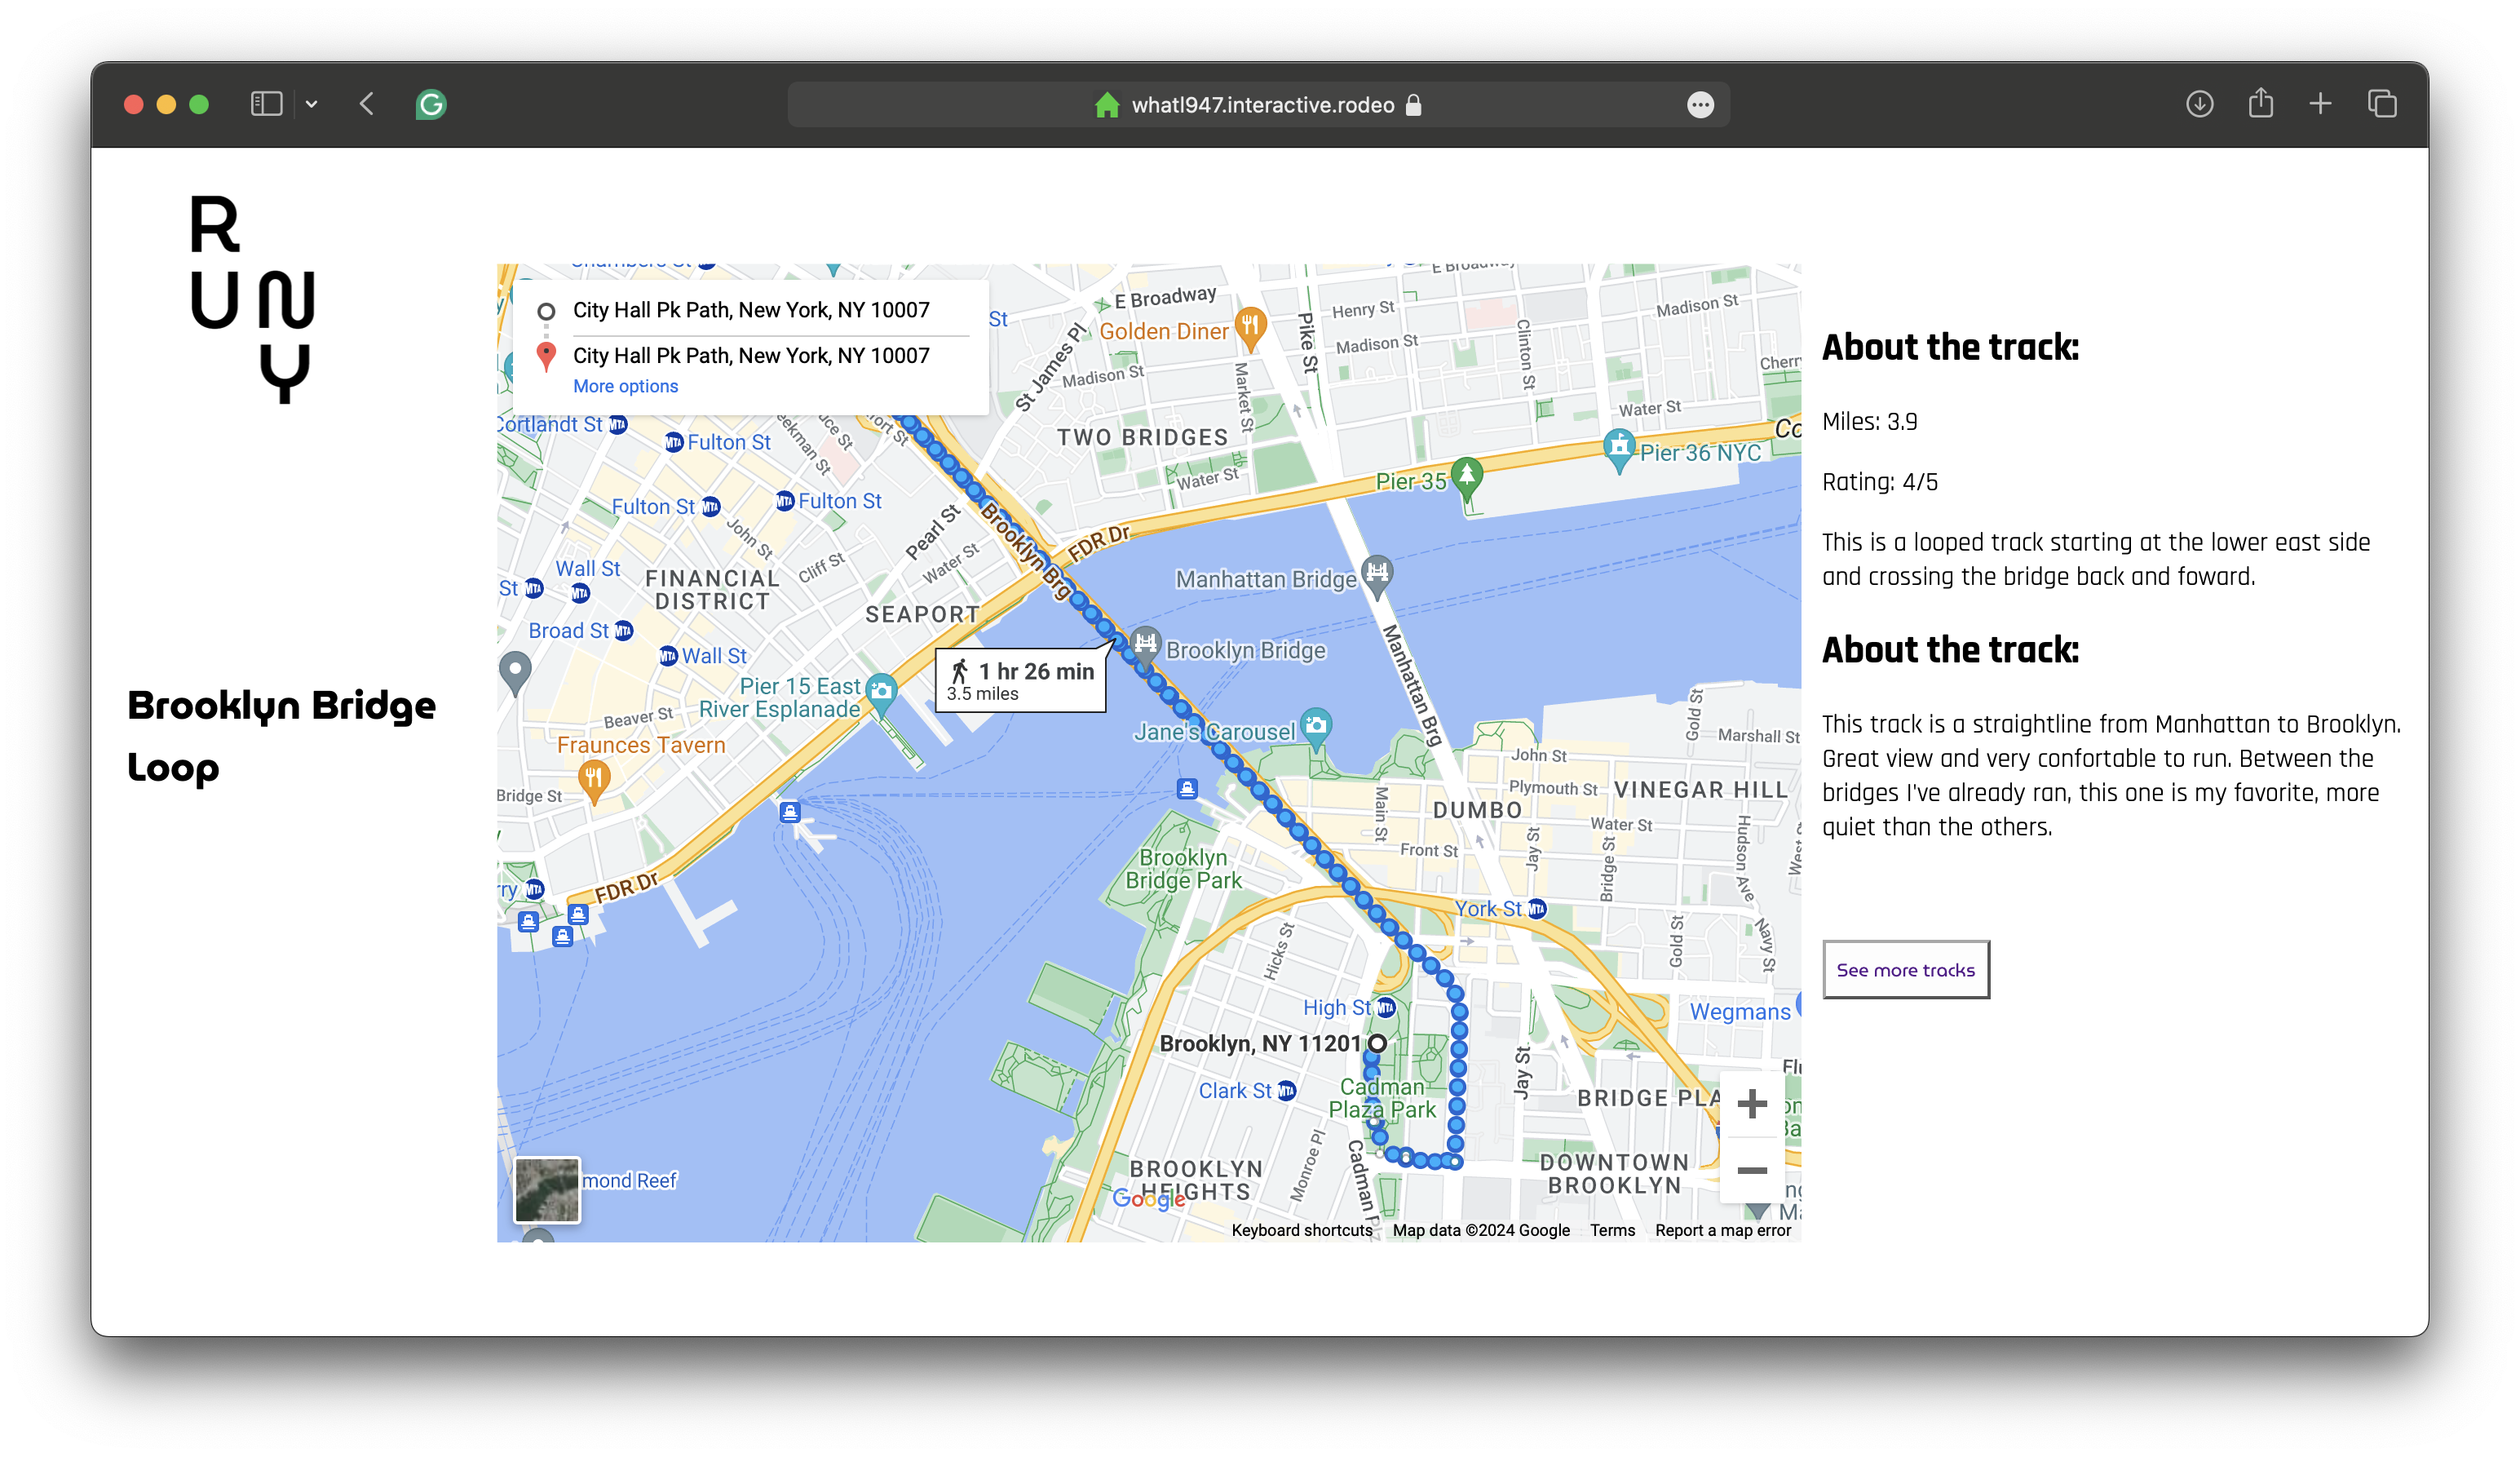 whatl947.interactive.rodeo
R
UN
Y
Brooklyn Bridge
Loop
City Hall Pk Path, New York, NY 10007
City Hall Pk Path, New York, NY 10007
More options
Chambers St
St
E Broadway
E Broadway
Golden Diner
Pike St
Henry St
Madison St
Madison St
Madison St
Clinton St
Cherry
St James Pl
Market St
Water St
TWO BRIDGES
Water St
Pier 35
Pier 36 NYC
Cortlandt St
Fulton St
Fulton St
Fulton St
John St
Cliff St
Pearl St
Water St
Brooklyn Brg
FDR Dr
Wall St
St
FINANCIAL
DISTRICT
SEAPORT
Broad St
Wall St
Manhattan Bridge
Brooklyn Bridge
Manhattan Brg
1 hr 26 min
3.5 miles
Pier 15 East
River Esplanade
Beaver St
Fraunces Tavern
Bridge St
Jane's Carousel
Gold St
Marshall St
John St
Plymouth St
VINEGAR HILL
DUMBO
Main St
Water St
Front St
Jay St
Bridge St
Hudson Ave
Navy St
Gold St
Brooklyn
Bridge Park
FDR Dr
York St
Hicks St
High St
Wegmans
Brooklyn, NY 11201
Clark St
Cadman
Plaza Park
Jay St
BRIDGE PLA
Monroe Pl
BROOKLYN
HEIGHTS
DOWNTOWN
BROOKLYN
mond Reef
Google
Keyboard shortcuts
Map data ©2024 Google
Terms
Report a map error
About the track:
Miles: 3.9
Rating: 4/5
This is a looped track starting at the lower east side
and crossing the bridge back and foward.
About the track:
This track is a straightline from Manhattan to Brooklyn.
Great view and very confortable to run. Between the
bridges I've already ran, this one is my favorite, more
quiet than the others.
See more tracks